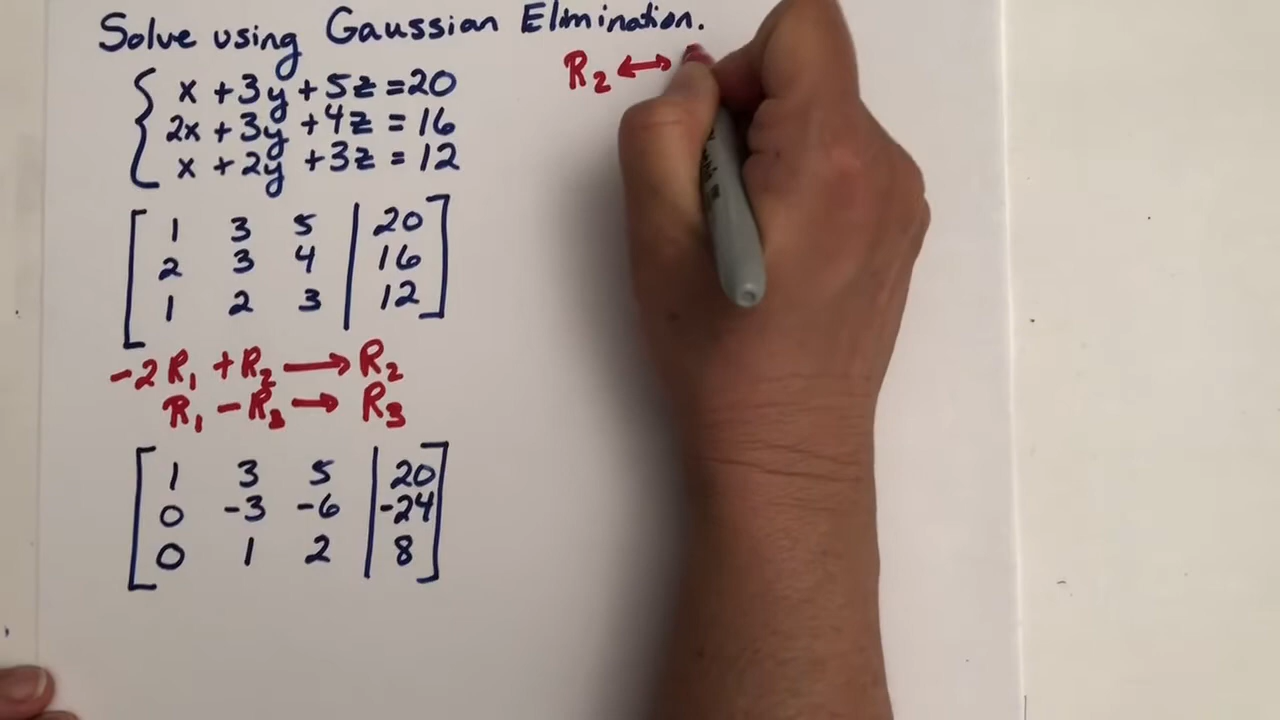 Solve using Gaussian Elimination.
x + 3y + 5z = 20
2x + 3y + 4z = 16
x + 2y + 3z = 12
1 3 5 | 20
2 3 4 | 16
1 2 3 | 12
-2R₁ + R₂ → R₂
R₁ - R₃ → R₃
1 3 5 | 20
0 -3 -6 | -24
0 1 2 | 8
R₂ ↔